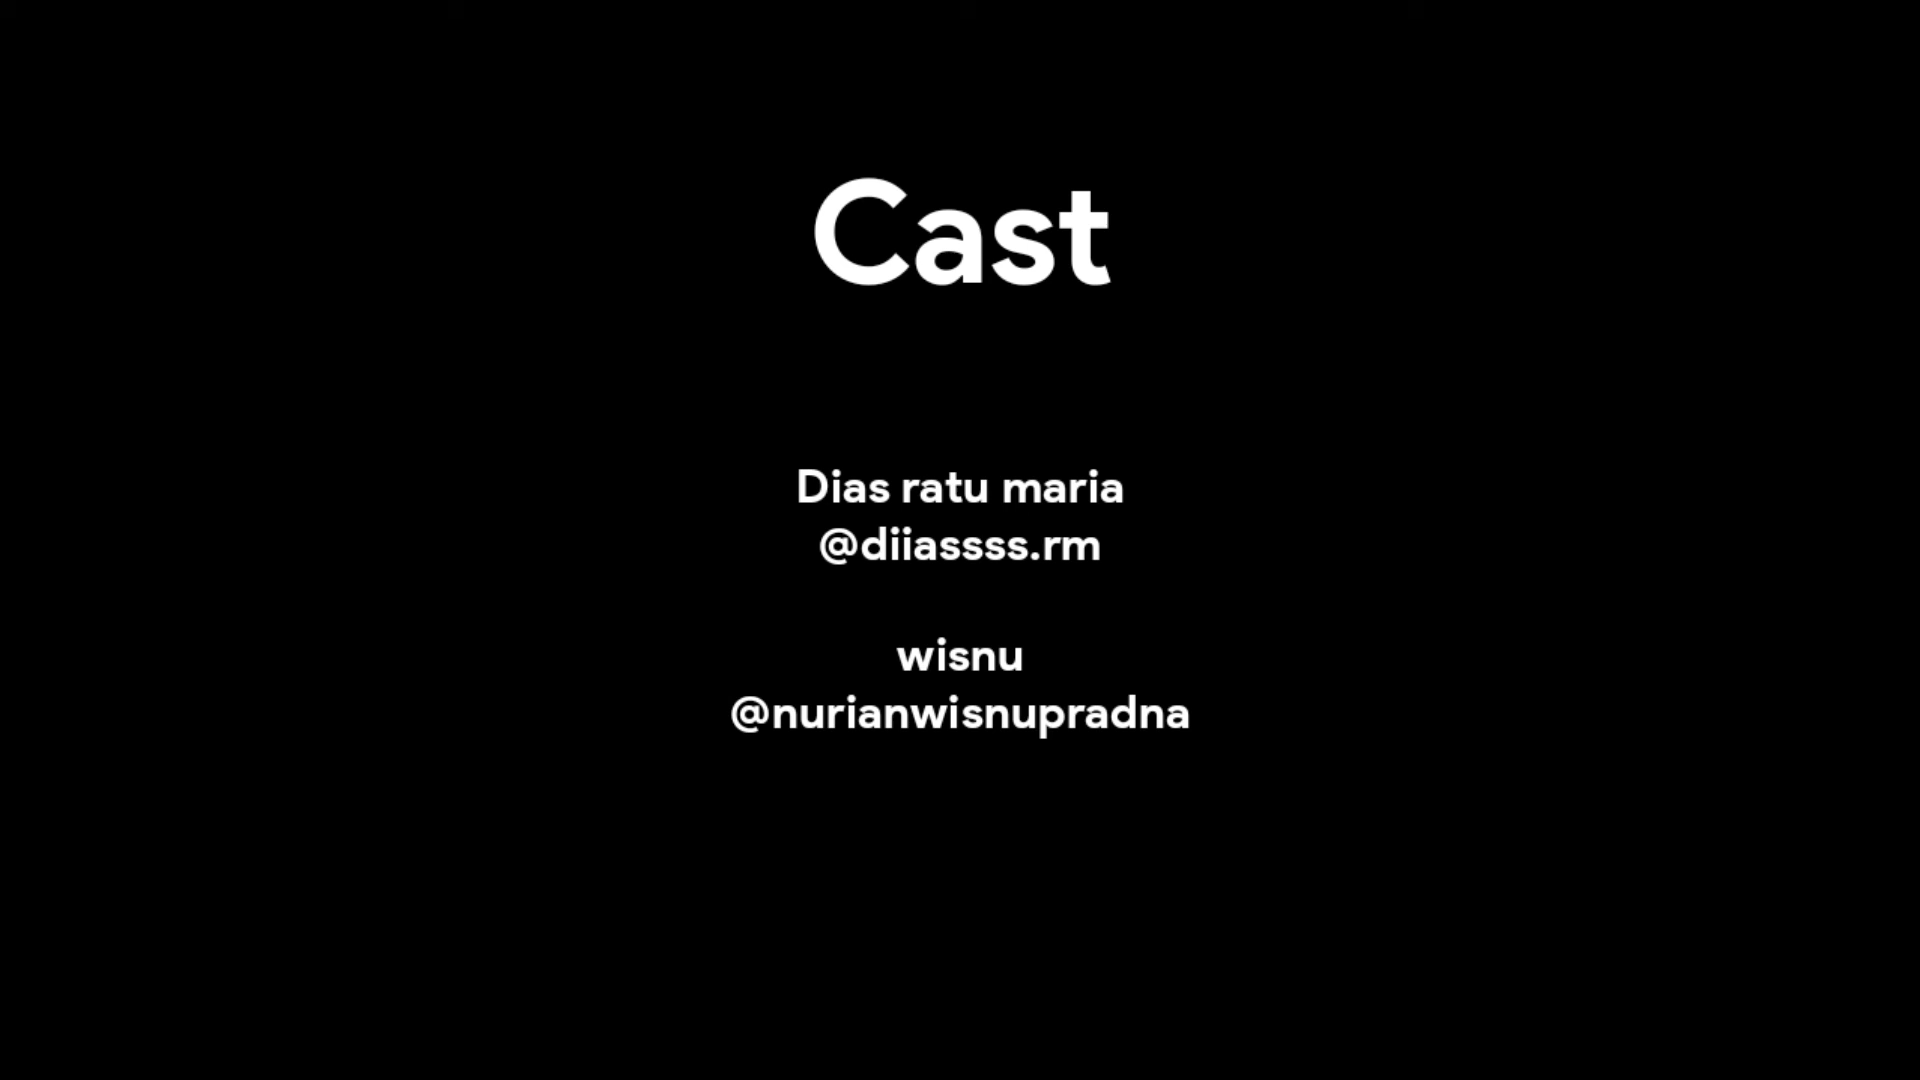 Cast
Dias ratu maria
@diiassss.rm
wisnu
@nurianwisnupradna